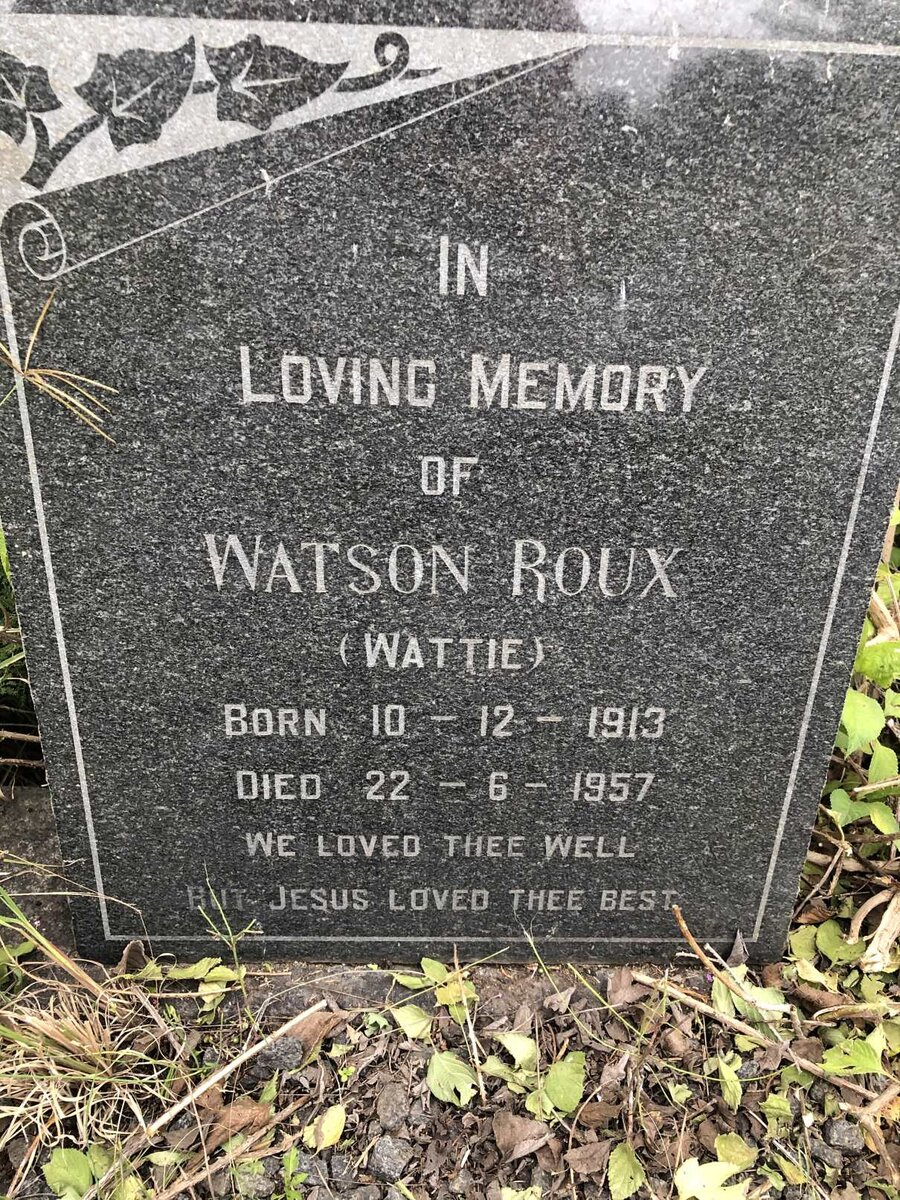 IN
LOVING MEMORY
OF
WATSON ROUX
(WATTIE)
BORN 10 - 12 - 1913
DIED 22 - 6 - 1957
WE LOVED THEE WELL
BUT JESUS LOVED THEE BEST.